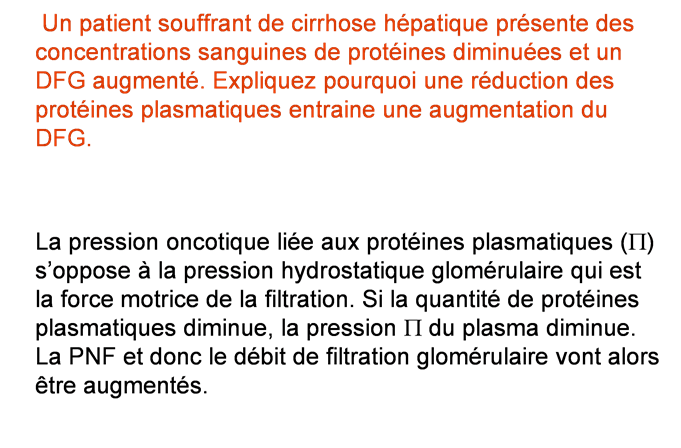 Un patient souffrant de cirrhose hépatique présente des
concentrations sanguines de protéines diminuées et un
DFG augmenté. Expliquez pourquoi une réduction des
protéines plasmatiques entraine une augmentation du
DFG.
La pression oncotique liée aux protéines plasmatiques (Π)
s'oppose à la pression hydrostatique glomérulaire qui est
la force motrice de la filtration. Si la quantité de protéines
plasmatiques diminue, la pression Π du plasma diminue.
La PNF et donc le débit de filtration glomérulaire vont alors
être augmentés.